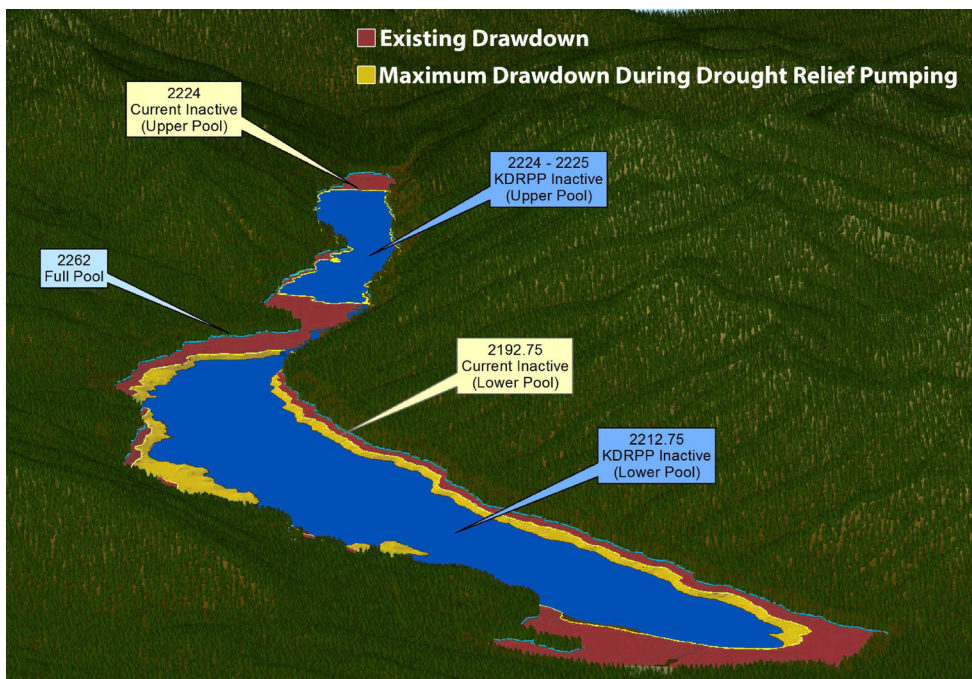 Existing Drawdown
Maximum Drawdown During Drought Relief Pumping
2224
Current Inactive
(Upper Pool)
2224 - 2225
KDRPP Inactive
(Upper Pool)
2262
Full Pool
2192.75
Current Inactive
(Lower Pool)
2212.75
KDRPP Inactive
(Lower Pool)